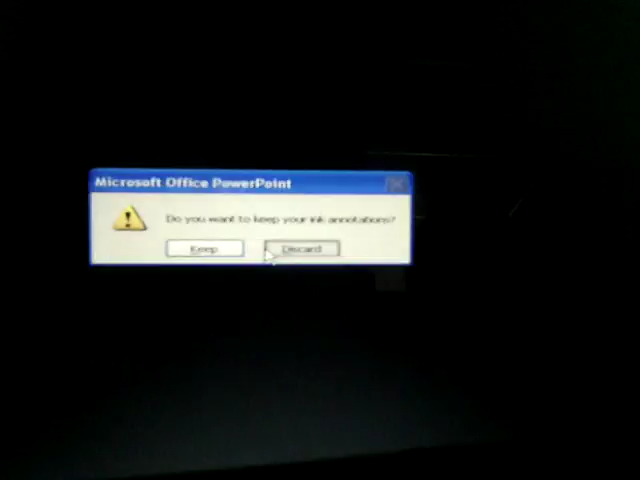 Microsoft Office PowerPoint
Do you want to keep your ink annotations?
Keep
Discard